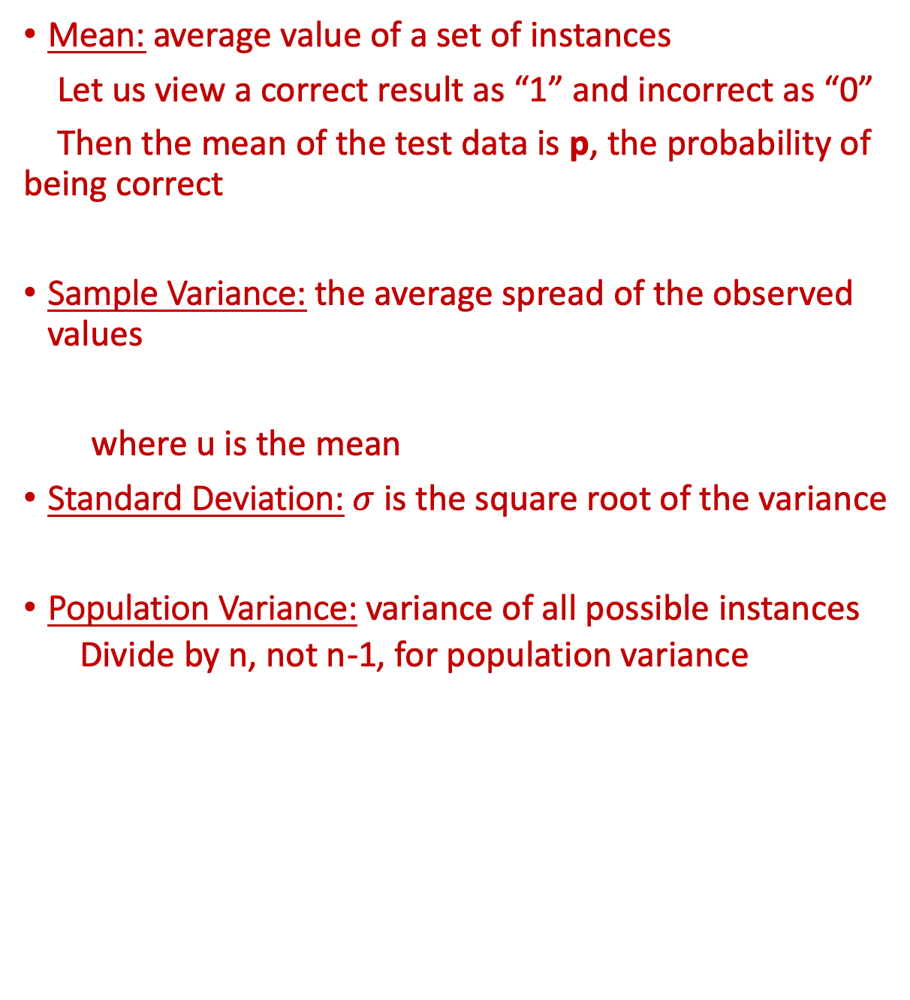 • Mean: average value of a set of instances
Let us view a correct result as “1” and incorrect as “0”
Then the mean of the test data is p, the probability of
being correct
• Sample Variance: the average spread of the observed
values
where u is the mean
• Standard Deviation: σ is the square root of the variance
• Population Variance: variance of all possible instances
Divide by n, not n-1, for population variance